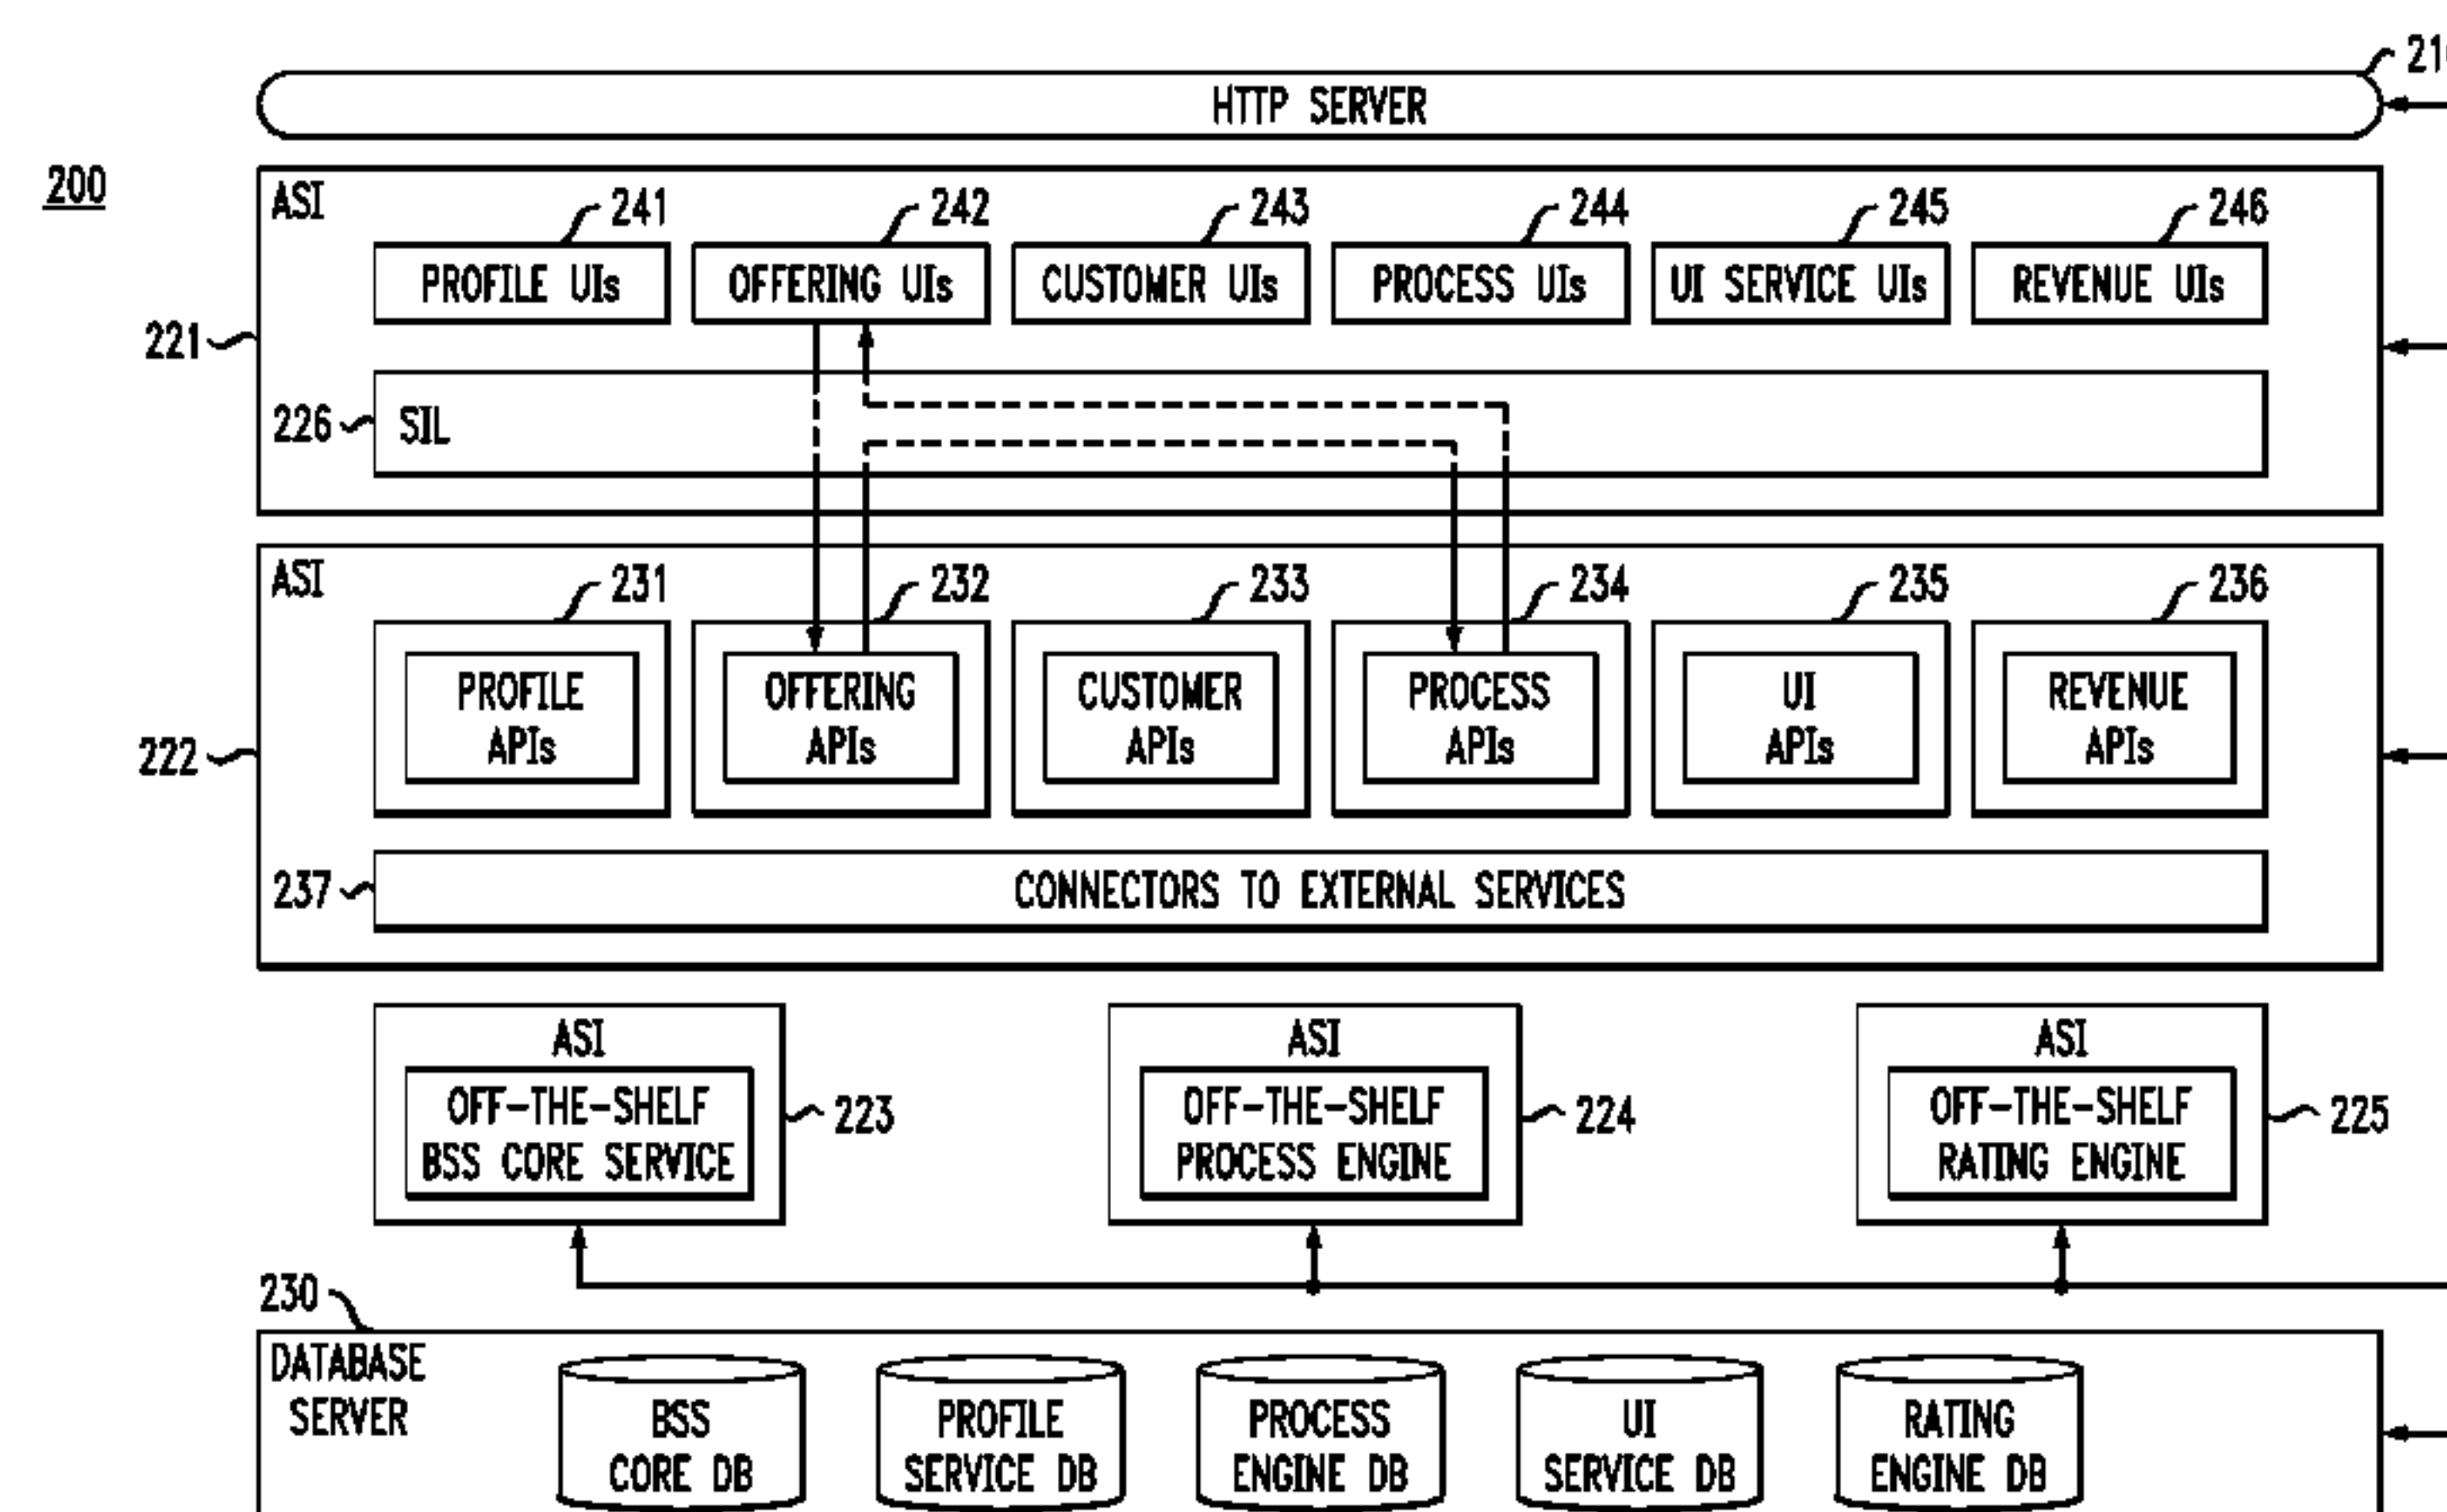 21
HTTP SERVER
200
ASI
241
242
243
244
245
246
PROFILE UIs
OFFERING UIs
CUSTOMER UIs
PROCESS UIs
UI SERVICE UIs
REVENUE UIs
221
226
SIL
ASI
231
232
233
234
235
236
PROFILE
APIs
OFFERING
APIs
CUSTOMER
APIs
PROCESS
APIs
UI
APIs
REVENUE
APIs
222
237
CONNECTORS TO EXTERNAL SERVICES
ASI
OFF-THE-SHELF
BSS CORE SERVICE
223
ASI
OFF-THE-SHELF
PROCESS ENGINE
224
ASI
OFF-THE-SHELF
RATING ENGINE
225
230
DATABASE
SERVER
BSS
CORE DB
PROFILE
SERVICE DB
PROCESS
ENGINE DB
UI
SERVICE DB
RATING
ENGINE DB